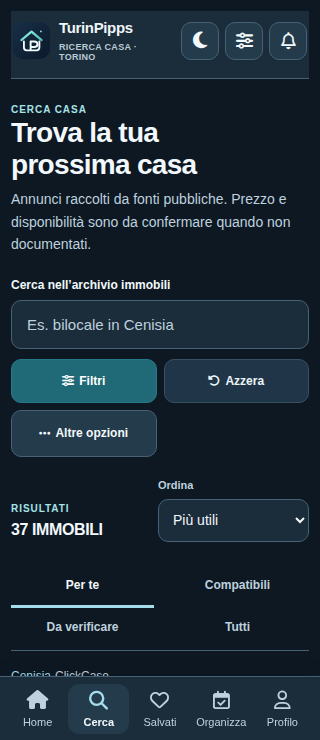 TurinPipps
RICERCA CASA ·
TORINO
CERCA CASA
Trova la tua
prossima casa
Annunci raccolti da fonti pubbliche. Prezzo e
disponibilità sono da confermare quando non
documentati.
Cerca nell'archivio immobili
Es. bilocale in Cenisia
Filtri
Azzera
Altre opzioni
Ordina
RISULTATI
37 IMMOBILI
Più utili
Per te
Compatibili
Da verificare
Tutti
Cenisia ClickCase
Home
Cerca
Salvati
Organizza
Profilo